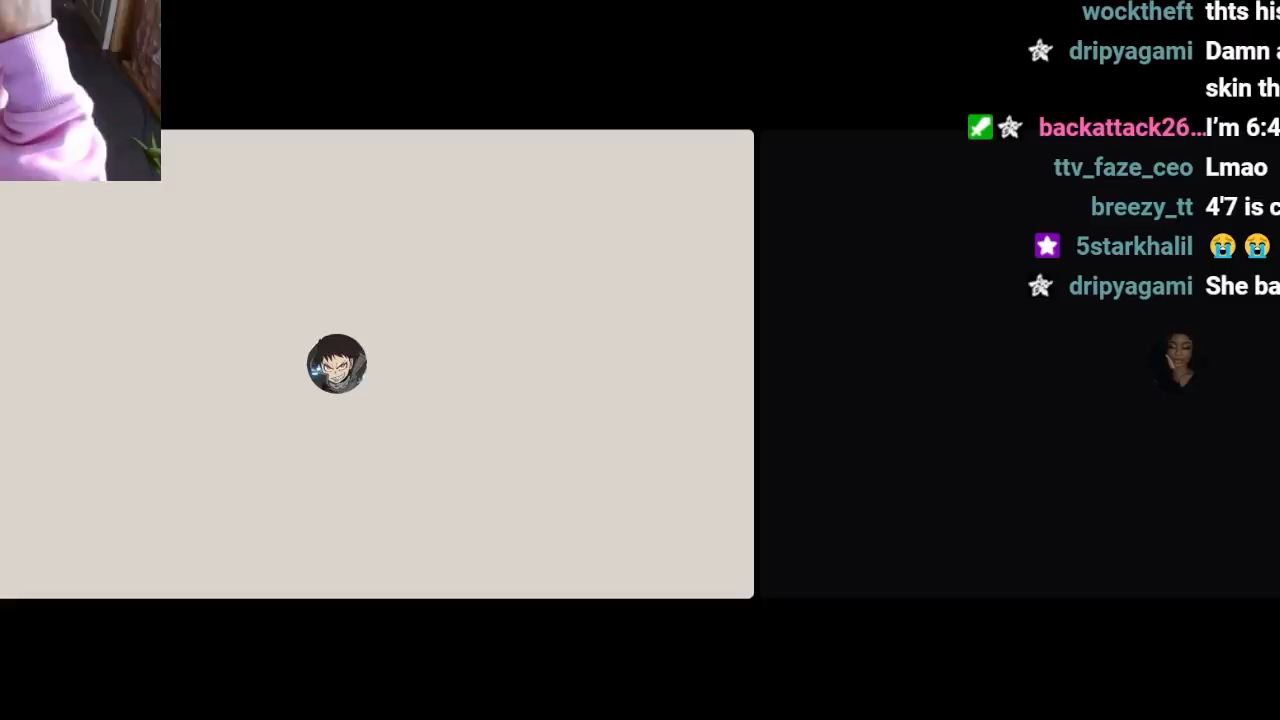 wocktheft thts his
dripyagami Damn a
skin th
backattack26... I’m 6:4
ttv_faze_ceo Lmao
breezy_tt 4'7 is c
5starkhalil 😭 😭
dripyagami She ba